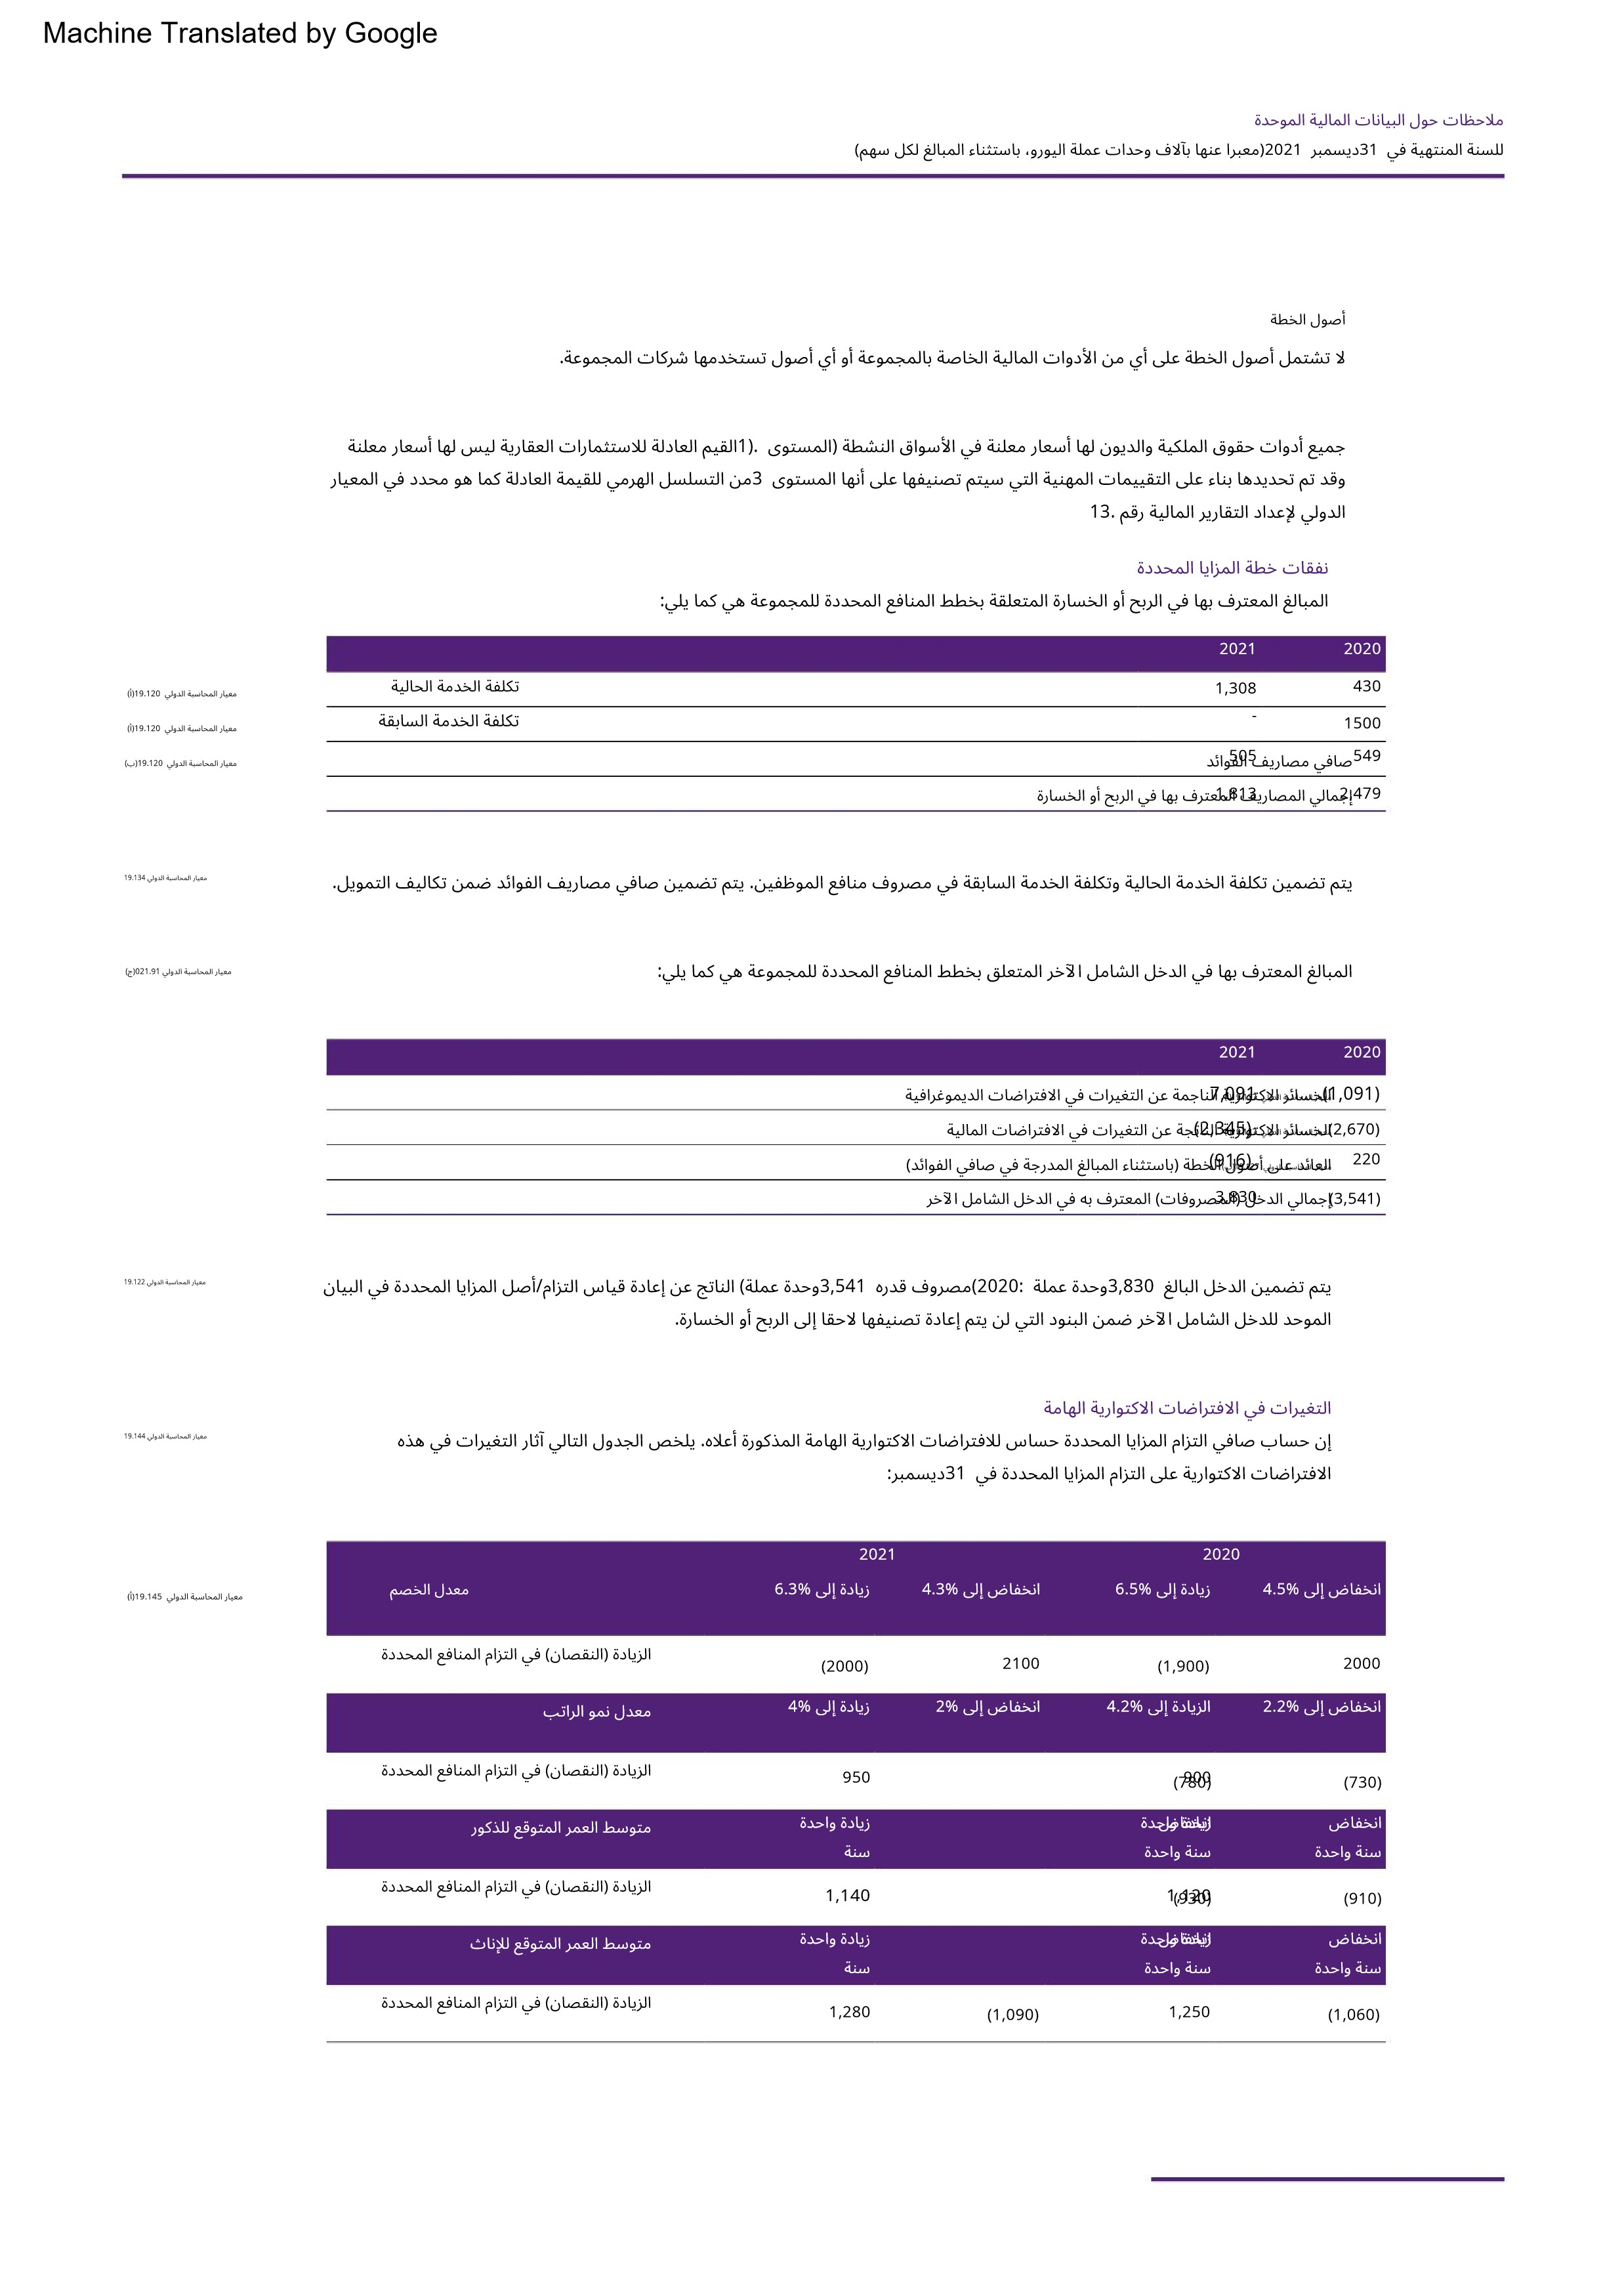 Machine Translated by Google
ملاحظات حول البيانات المالية الموحدة
للسنة المنتهية في 31ديسمبر 2021(معبرا عنها بآلاف وحدات عملة اليورو، باستثناء المبالغ لكل سهم)
أصول الخطة
لا تشتمل أصول الخطة على أي من الأدوات المالية الخاصة بالمجموعة أو أي أصول تستخدمها شركات المجموعة.
جميع أدوات حقوق الملكية والديون لها أسعار معلنة في الأسواق النشطة (المستوى .(1القيم العادلة للاستثمارات العقارية ليس لها أسعار معلنة
وقد تم تحديدها بناء على التقييمات المهنية التي سيتم تصنيفها على أنها المستوى 3من التسلسل الهرمي للقيمة العادلة كما هو محدد في المعيار
الدولي لإعداد التقارير المالية رقم .13
نفقات خطة المزايا المحددة
المبالغ المعترف بها في الربح أو الخسارة المتعلقة بخطط المنافع المحددة للمجموعة هي كما يلي:
2021 2020
معيار المحاسبة الدولي 19.120(أ) تكلفة الخدمة الحالية 1,308 430
معيار المحاسبة الدولي 19.120(أ) تكلفة الخدمة السابقة - 1500
معيار المحاسبة الدولي 19.120(ب) صافي مصاريف الفوائد 505 549
إجمالي المصاريف المعترف بها في الربح أو الخسارة 1,813 2,479
معيار المحاسبة الدولي 19.134 يتم تضمين تكلفة الخدمة الحالية وتكلفة الخدمة السابقة في مصروف منافع الموظفين. يتم تضمين صافي مصاريف الفوائد ضمن تكاليف التمويل.
معيار المحاسبة الدولي 021.91(ج) المبالغ المعترف بها في الدخل الشامل الآخر المتعلق بخطط المنافع المحددة للمجموعة هي كما يلي:
2021 2020
الخسائر الاكتوارية الناجمة عن التغيرات في الافتراضات الديموغرافية 7,091 (1,091)
الخسائر الاكتوارية الناتجة عن التغيرات في الافتراضات المالية (2,345) (2,670)
العائد على أصول الخطة (باستثناء المبالغ المدرجة في صافي الفوائد) (916) 220
إجمالي الدخل (المصروفات) المعترف به في الدخل الشامل الآخر 3,830 (3,541)
معيار المحاسبة الدولي 19.122 يتم تضمين الدخل البالغ 3,830وحدة عملة :2020)مصروف قدره 3,541وحدة عملة) الناتج عن إعادة قياس التزام/أصل المزايا المحددة في البيان
الموحد للدخل الشامل الآخر ضمن البنود التي لن يتم إعادة تصنيفها لاحقا إلى الربح أو الخسارة.
التغيرات في الافتراضات الاكتوارية الهامة
معيار المحاسبة الدولي 19.144 إن حساب صافي التزام المزايا المحددة حساس للافتراضات الاكتوارية الهامة المذكورة أعلاه. يلخص الجدول التالي آثار التغيرات في هذه
الافتراضات الاكتوارية على التزام المزايا المحددة في 31ديسمبر:
2021 2020
معيار المحاسبة الدولي 19.145(أ) معدل الخصم زيادة إلى %6.3 انخفاض إلى %4.3 زيادة إلى %6.5 انخفاض إلى %4.5
الزيادة (النقصان) في التزام المنافع المحددة (2000) 2100 (1,900) 2000
معدل نمو الراتب زيادة إلى %4 انخفاض إلى %2 الزيادة إلى %4.2 انخفاض إلى %2.2
الزيادة (النقصان) في التزام المنافع المحددة 950 (780) 900 (730)
متوسط العمر المتوقع للذكور زيادة واحدة انخفاض زيادة واحدة انخفاض
سنة سنة واحدة سنة واحدة
الزيادة (النقصان) في التزام المنافع المحددة 1,140 (930) 1,120 (910)
متوسط العمر المتوقع للإناث زيادة واحدة انخفاض زيادة واحدة انخفاض
سنة سنة واحدة سنة واحدة
الزيادة (النقصان) في التزام المنافع المحددة 1,280 (1,090) 1,250 (1,060)